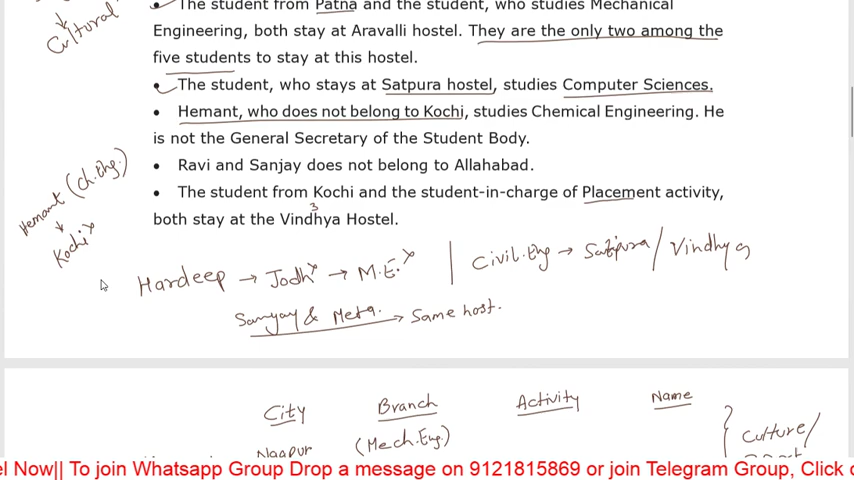 • The student from Patna and the student, who studies Mechanical
Engineering, both stay at Aravalli hostel. They are the only two among the
five students to stay at this hostel.
• The student, who stays at Satpura hostel, studies Computer Sciences.
• Hemant, who does not belong to Kochi, studies Chemical Engineering. He
is not the General Secretary of the Student Body.
• Ravi and Sanjay does not belong to Allahabad.
• The student from Kochi and the student-in-charge of Placement activity,
3
both stay at the Vindhya Hostel.
Cultural
Hemant (Ch.Eng.)
Kochi x
Hardeep → Jodh x → M.E. x | Civil.Eng → Satpura / Vindhya
Sanjay & Meta. → Same host.
City Branch Activity Name
(Mech.Eng.) Culture/
Nagpur
el Now|| To join Whatsapp Group Drop a message on 9121815869 or join Telegram Group, Click o